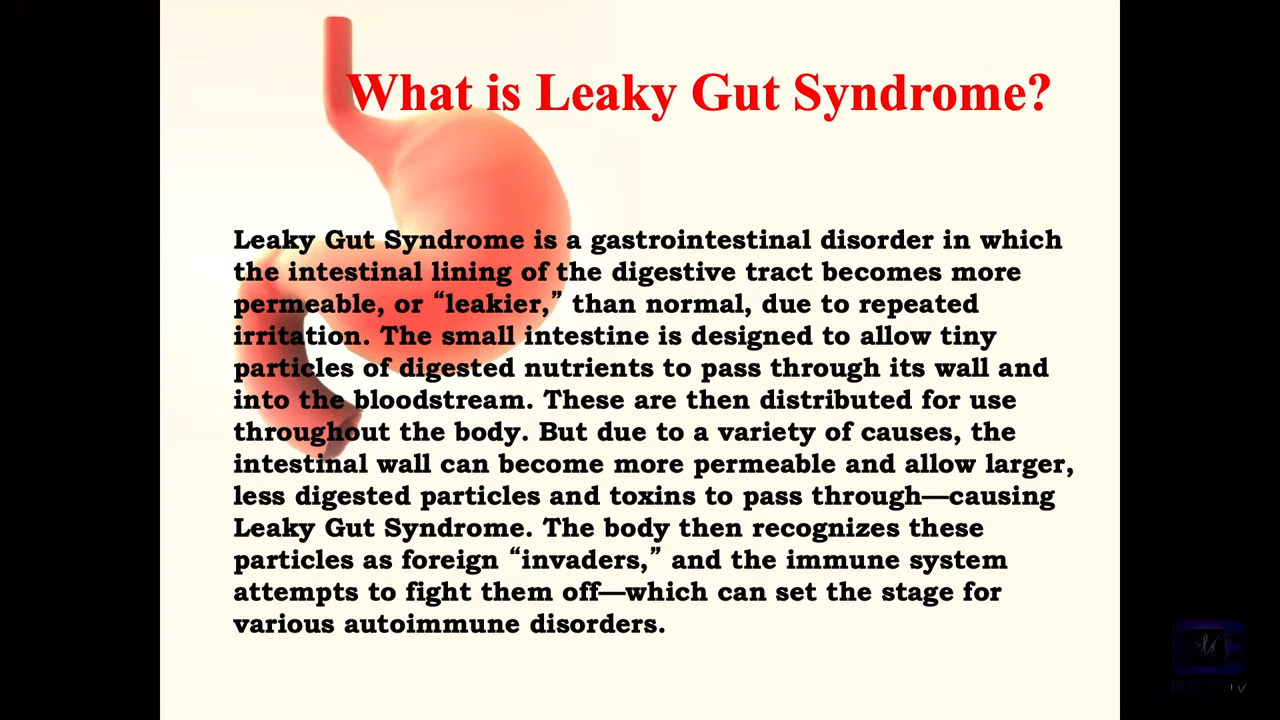 What is Leaky Gut Syndrome?
Leaky Gut Syndrome is a gastrointestinal disorder in which
the intestinal lining of the digestive tract becomes more
permeable, or “leakier,” than normal, due to repeated
irritation. The small intestine is designed to allow tiny
particles of digested nutrients to pass through its wall and
into the bloodstream. These are then distributed for use
throughout the body. But due to a variety of causes, the
intestinal wall can become more permeable and allow larger,
less digested particles and toxins to pass through—causing
Leaky Gut Syndrome. The body then recognizes these
particles as foreign “invaders,” and the immune system
attempts to fight them off—which can set the stage for
various autoimmune disorders.